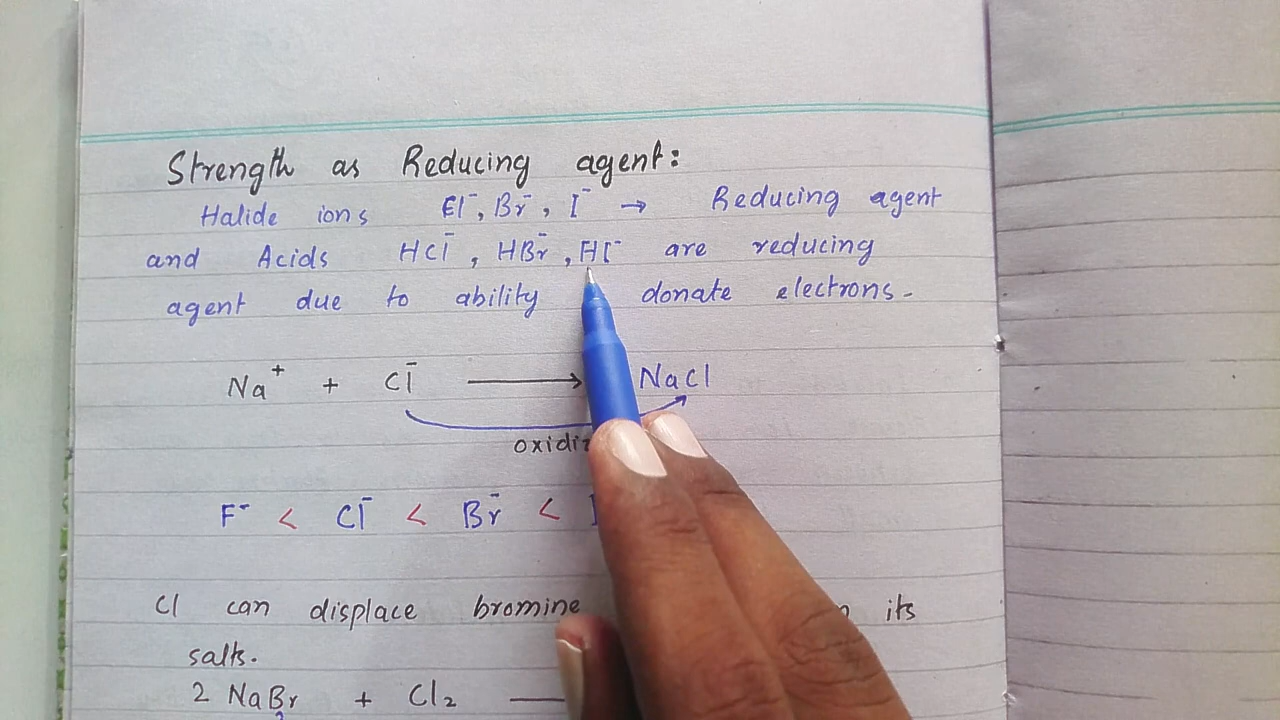 Strength as Reducing agent:
Halide ions Cl⁻, Br⁻, I⁻ → Reducing agent
and Acids HCl⁻, HBr⁻, HI⁻ are reducing
agent due to ability donate electrons.
Na⁺ + Cl⁻ → NaCl
F⁻ < Cl⁻ < Br⁻ <
Cl can displace bromine its
salts.
2 NaBr + Cl₂